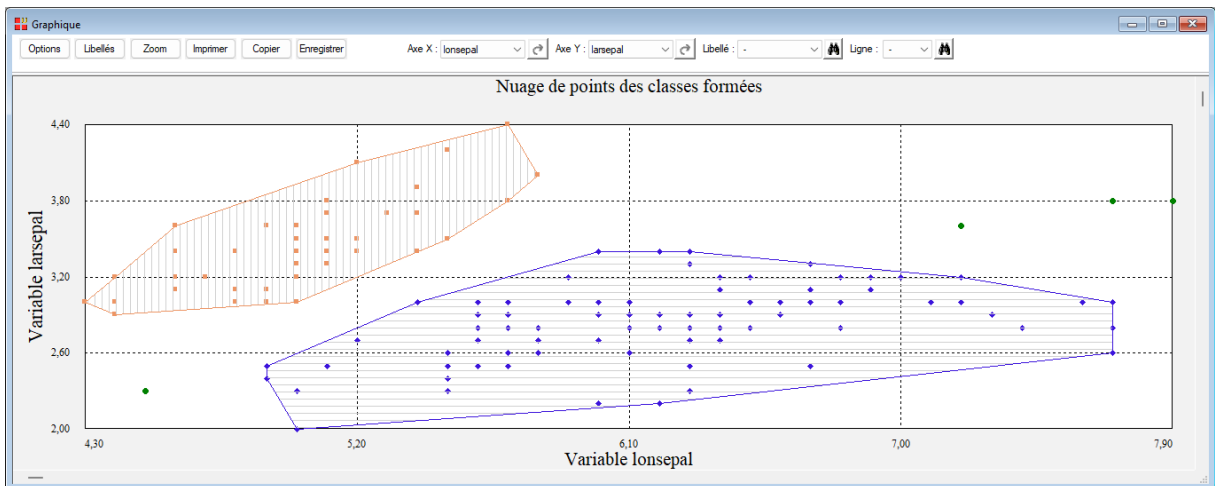 Graphique
Options Libellés Zoom Imprimer Copier Enregistrer Axe X : lonsepal Axe Y : larsepal Libellé : - Ligne : -
Nuage de points des classes formées
4,40
3,80
3,20
2,60
2,00
Variable larsepal
4,30 5,20 6,10 7,00 7,90
Variable lonsepal